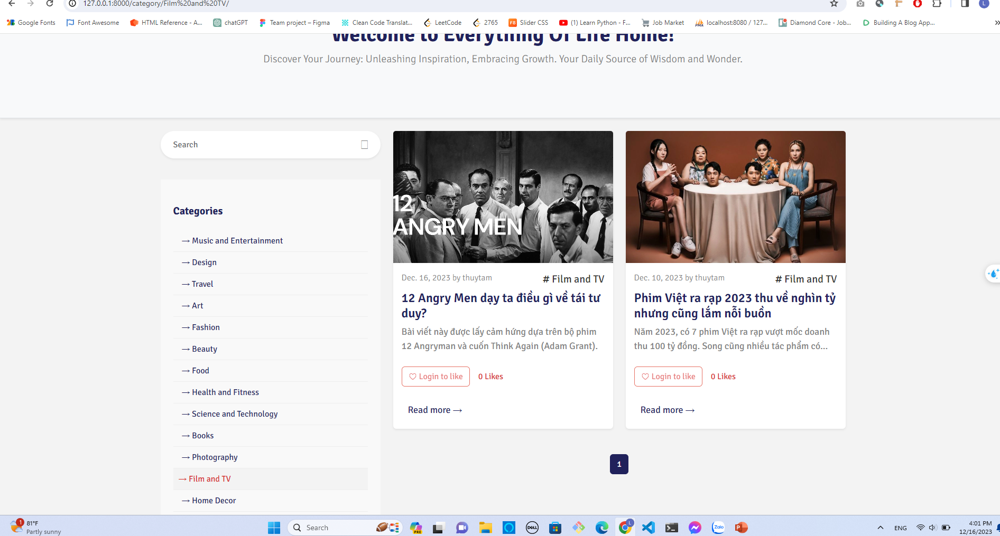 127.0.0.1:8000/category/Film%20and%20TV/
L
Google Fonts
Font Awesome
HTML Reference - A...
chatGPT
Team project – Figma
Clean Code Translat...
LeetCode
2765
F8
Slider CSS
(1) Learn Python - F...
Job Market
PMA
localhost:8080 / 127...
Diamond Core - Job...
Building A Blog App...
»
Welcome to Everything Of Life Home!
Discover Your Journey: Unleashing Inspiration, Embracing Growth. Your Daily Source of Wisdom and Wonder.
Search
Categories
→ Music and Entertainment
→ Design
→ Travel
→ Art
→ Fashion
→ Beauty
→ Food
→ Health and Fitness
→ Science and Technology
→ Books
→ Photography
→ Film and TV
→ Home Decor
12
ANGRY MEN
Dec. 16, 2023 by thuytam
# Film and TV
12 Angry Men dạy ta điều gì về tái tư
duy?
Bài viết này được lấy cảm hứng dựa trên bộ phim
12 Angryman và cuốn Think Again (Adam Grant).
Login to like
0 Likes
Read more →
Dec. 10, 2023 by thuytam
# Film and TV
Phim Việt ra rạp 2023 thu về nghìn tỷ
nhưng cũng lắm nỗi buồn
Năm 2023, có 7 phim Việt ra rạp vượt mốc doanh
thu 100 tỷ đồng. Song cũng nhiều tác phẩm có...
Login to like
0 Likes
Read more →
1
1
81°F
Partly sunny
Search
PRE
DELL
L
Zalo
P
ENG
4:01 PM
12/16/2023